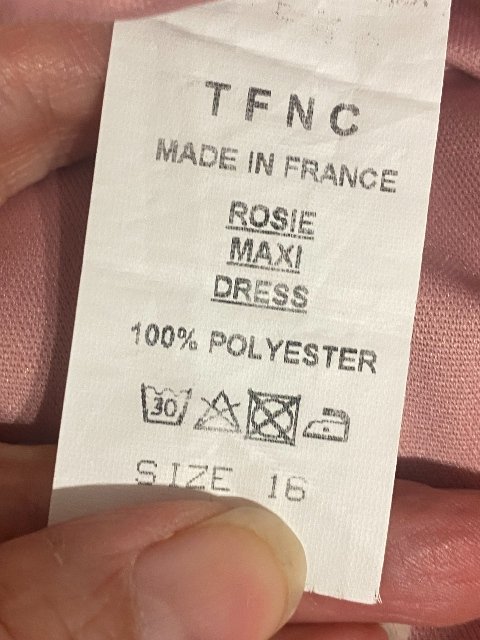 TFNC
MADE IN FRANCE
ROSIE
MAXI
DRESS
100% POLYESTER
30
SIZE 16